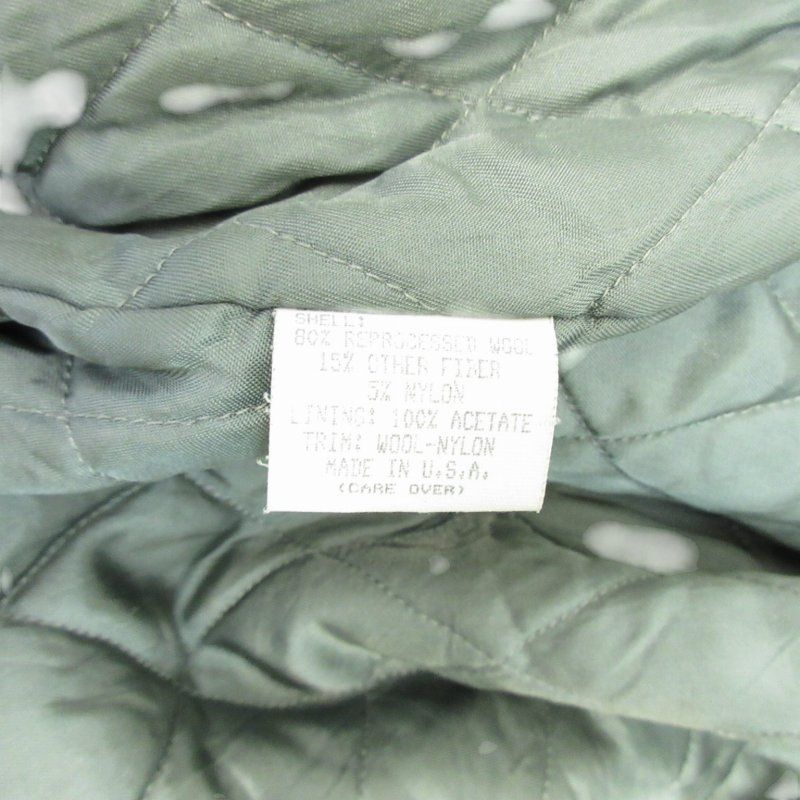 SHELL:
80% REPROCESSED WOOL
15% OTHER FIBER
5% NYLON
LINING: 100% ACETATE
TRIM: WOOL-NYLON
MADE IN U.S.A.
(CARE OVER)